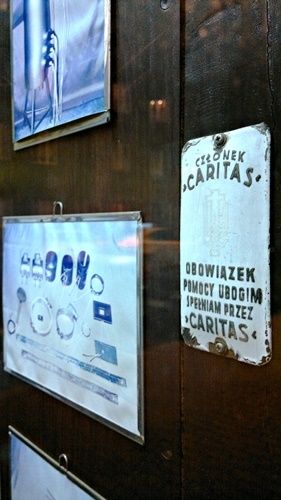 CZŁONEK
"CARITAS"
OBOWIĄZEK
POMOCY UBOGIM
SPEŁNIAM PRZEZ
"CARITAS"